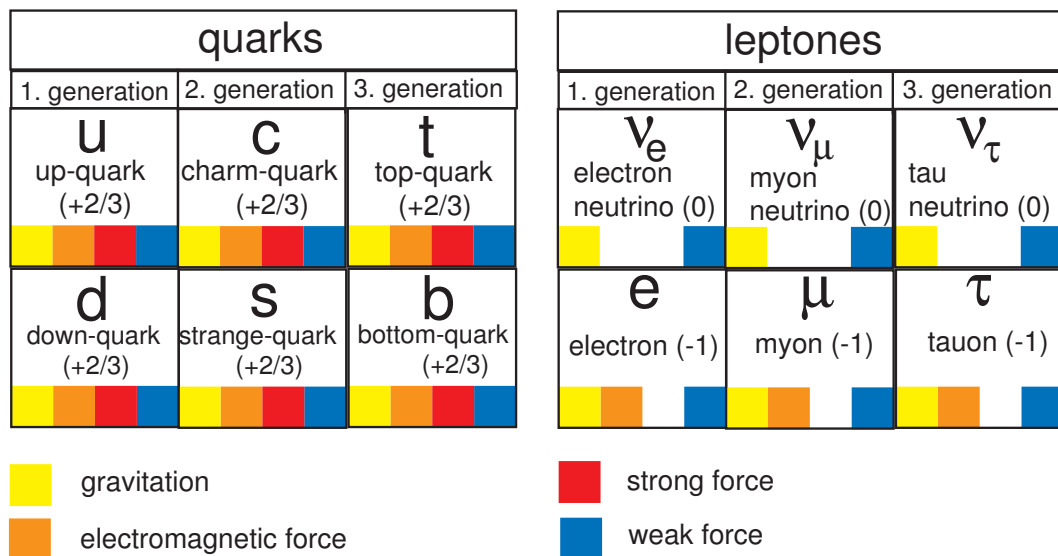 quarks
1. generation 2. generation 3. generation
u c t
up-quark charm-quark top-quark
(+2/3) (+2/3) (+2/3)
d s b
down-quark strange-quark bottom-quark
(+2/3) (+2/3) (+2/3)
leptones
1. generation 2. generation 3. generation
νe νμ ντ
electron myon tau
neutrino (0) neutrino (0) neutrino (0)
e μ τ
electron (-1) myon (-1) tauon (-1)
gravitation
electromagnetic force
strong force
weak force